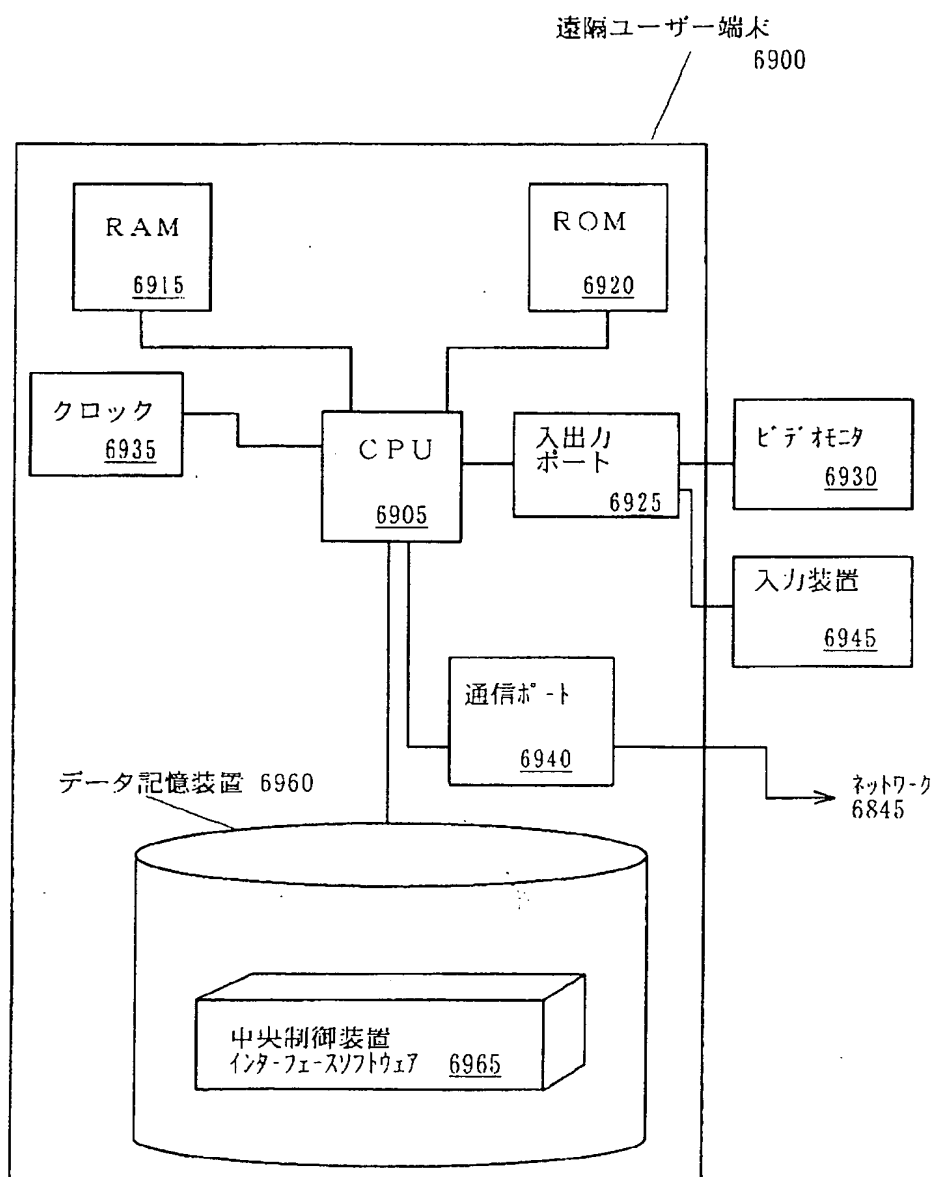 遠隔ユーザー端末
6900
RAM
6915
ROM
6920
クロック
6935
CPU
6905
入出力
ポート
6925
ビデオモニタ
6930
入力装置
6945
通信ポート
6940
ネットワーク
6845
データ記憶装置 6960
中央制御装置
インターフェースソフトウェア 6965